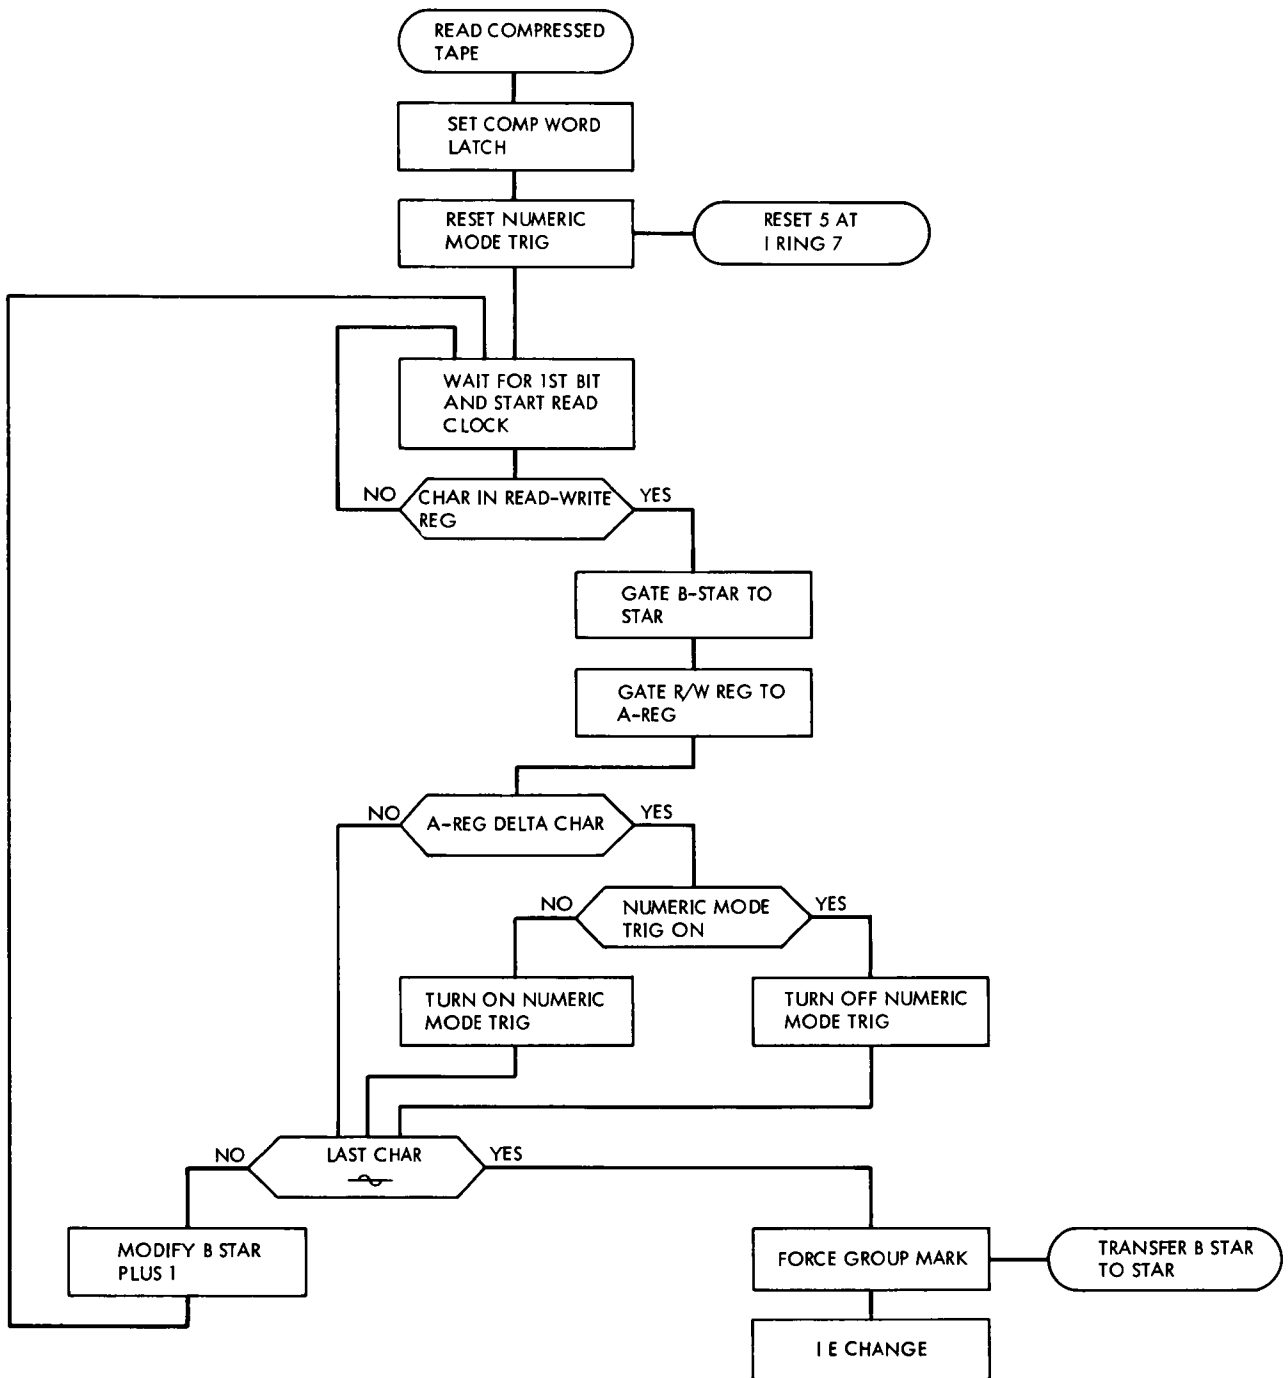 READ COMPRESSED
TAPE
SET COMP WORD
LATCH
RESET NUMERIC
MODE TRIG
RESET 5 AT
I RING 7
WAIT FOR 1ST BIT
AND START READ
CLOCK
NO
CHAR IN READ-WRITE
REG
YES
GATE B-STAR TO
STAR
GATE R/W REG TO
A-REG
NO
A-REG DELTA CHAR
YES
NO
NUMERIC MODE
TRIG ON
YES
TURN ON NUMERIC
MODE TRIG
TURN OFF NUMERIC
MODE TRIG
NO
LAST CHAR
YES
MODIFY B STAR
PLUS 1
FORCE GROUP MARK
TRANSFER B STAR
TO STAR
I E CHANGE